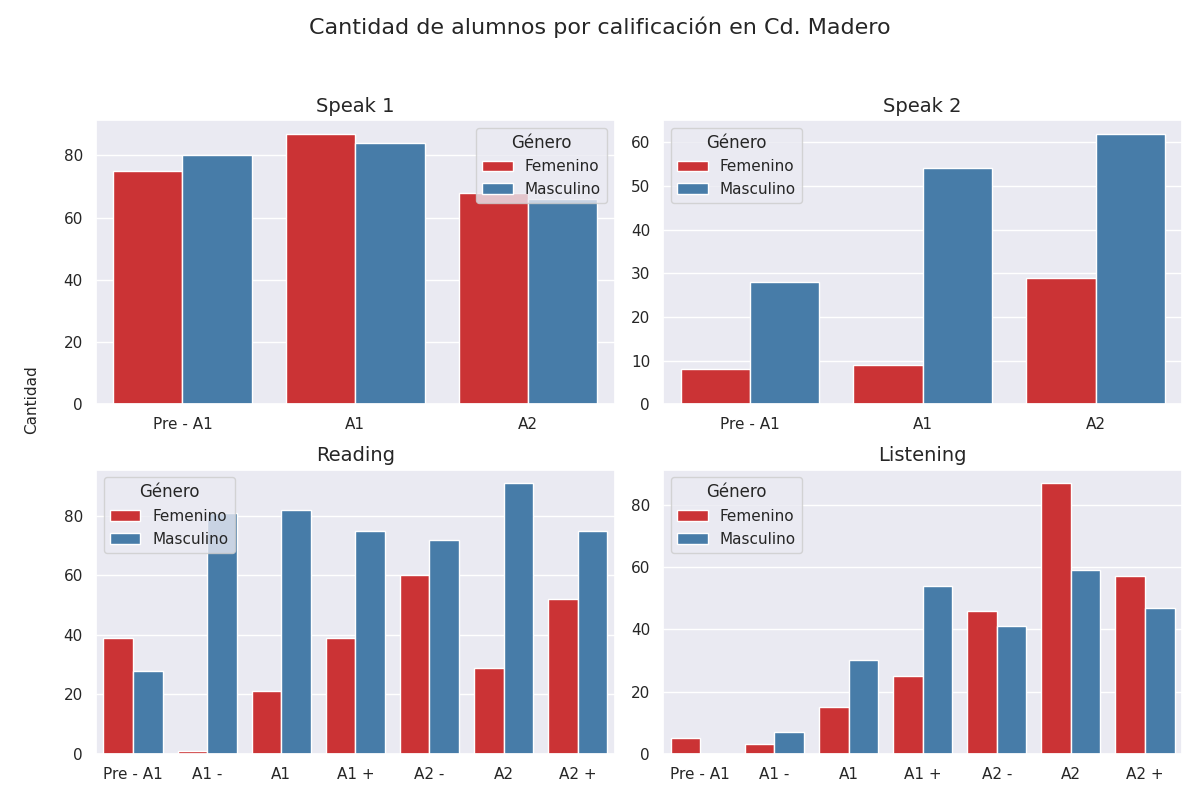 Cantidad de alumnos por calificación en Cd. Madero
Cantidad
Speak 1
80
60
40
20
0
Género
Femenino
Masculino
Pre - A1 A1 A2
Speak 2
60
50
40
30
20
10
0
Género
Femenino
Masculino
Pre - A1 A1 A2
Reading
80
60
40
20
0
Género
Femenino
Masculino
Pre - A1 A1 - A1 A1 + A2 - A2 A2 +
Listening
80
60
40
20
0
Género
Femenino
Masculino
Pre - A1 A1 - A1 A1 + A2 - A2 A2 +